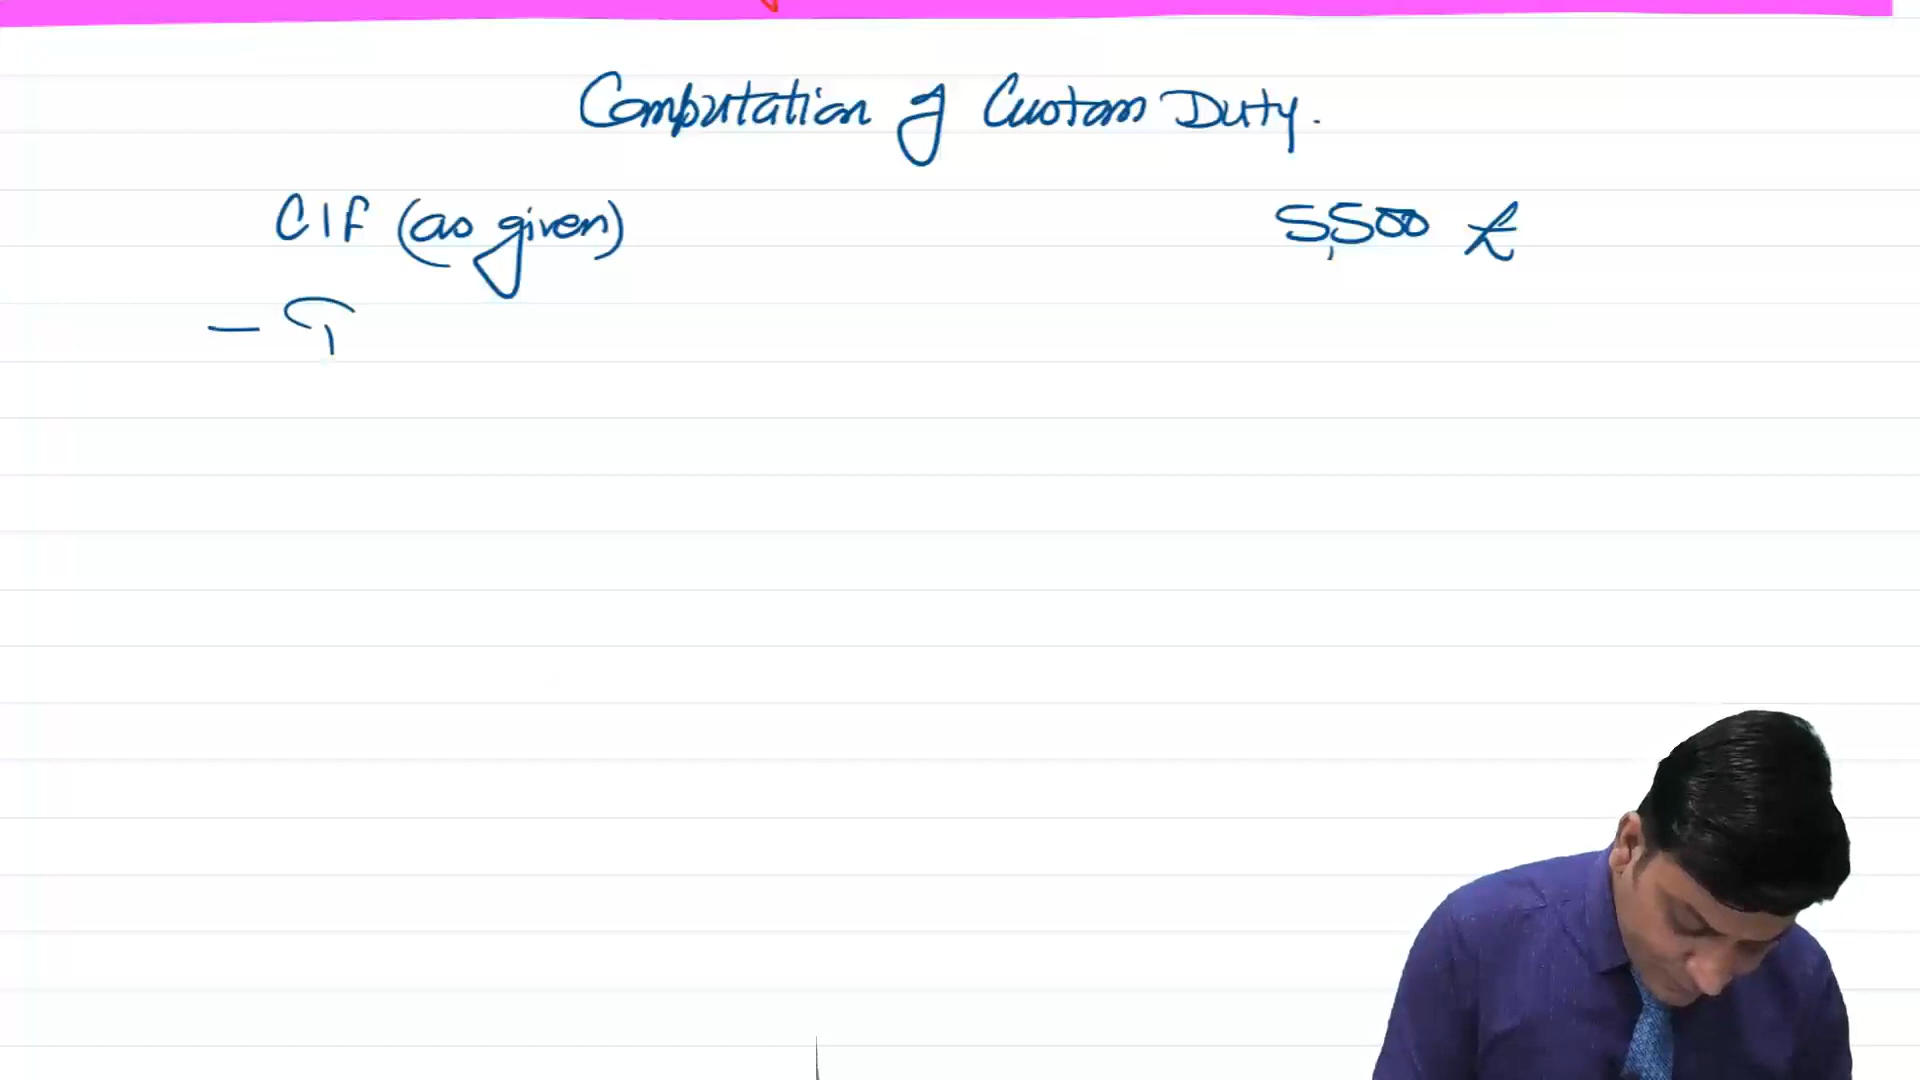 Computation of Custom Duty.
CIF (as given) 5,500 £
-